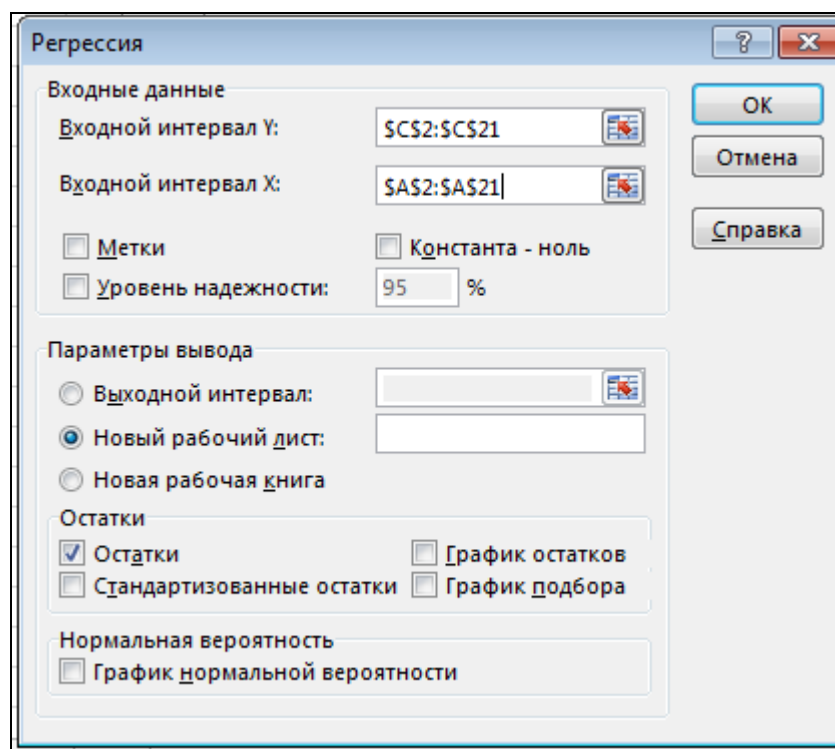 Регрессия
Входные данные
Входной интервал Y: $C$2:$C$21
Входной интервал X: $A$2:$A$21
Метки Константа - ноль
Уровень надежности: 95 %
OK
Отмена
Справка
Параметры вывода
Выходной интервал:
Новый рабочий лист:
Новая рабочая книга
Остатки
Остатки График остатков
Стандартизованные остатки График подбора
Нормальная вероятность
График нормальной вероятности